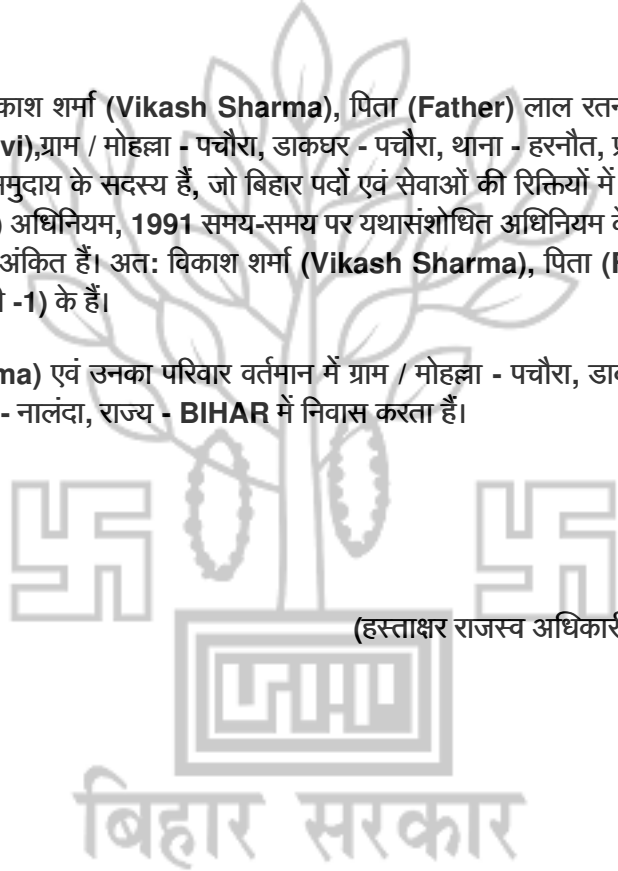 काश शर्मा (Vikash Sharma), पिता (Father) लाल रतन
vi),ग्राम / मोहल्ला - पचौरा, डाकघर - पचौरा, थाना - हरनौत, प्र
समुदाय के सदस्य हैं, जो बिहार पदों एवं सेवाओं की रिक्तियों में
) अधिनियम, 1991 समय-समय पर यथासंशोधित अधिनियम के
अंकित हैं। अत: विकाश शर्मा (Vikash Sharma), पिता (F
ी -1) के हैं।
ma) एवं उनका परिवार वर्तमान में ग्राम / मोहल्ला - पचौरा, डाक
- नालंदा, राज्य - BIHAR में निवास करता हैं।
(हस्ताक्षर राजस्व अधिकारी
बिहार सरकार